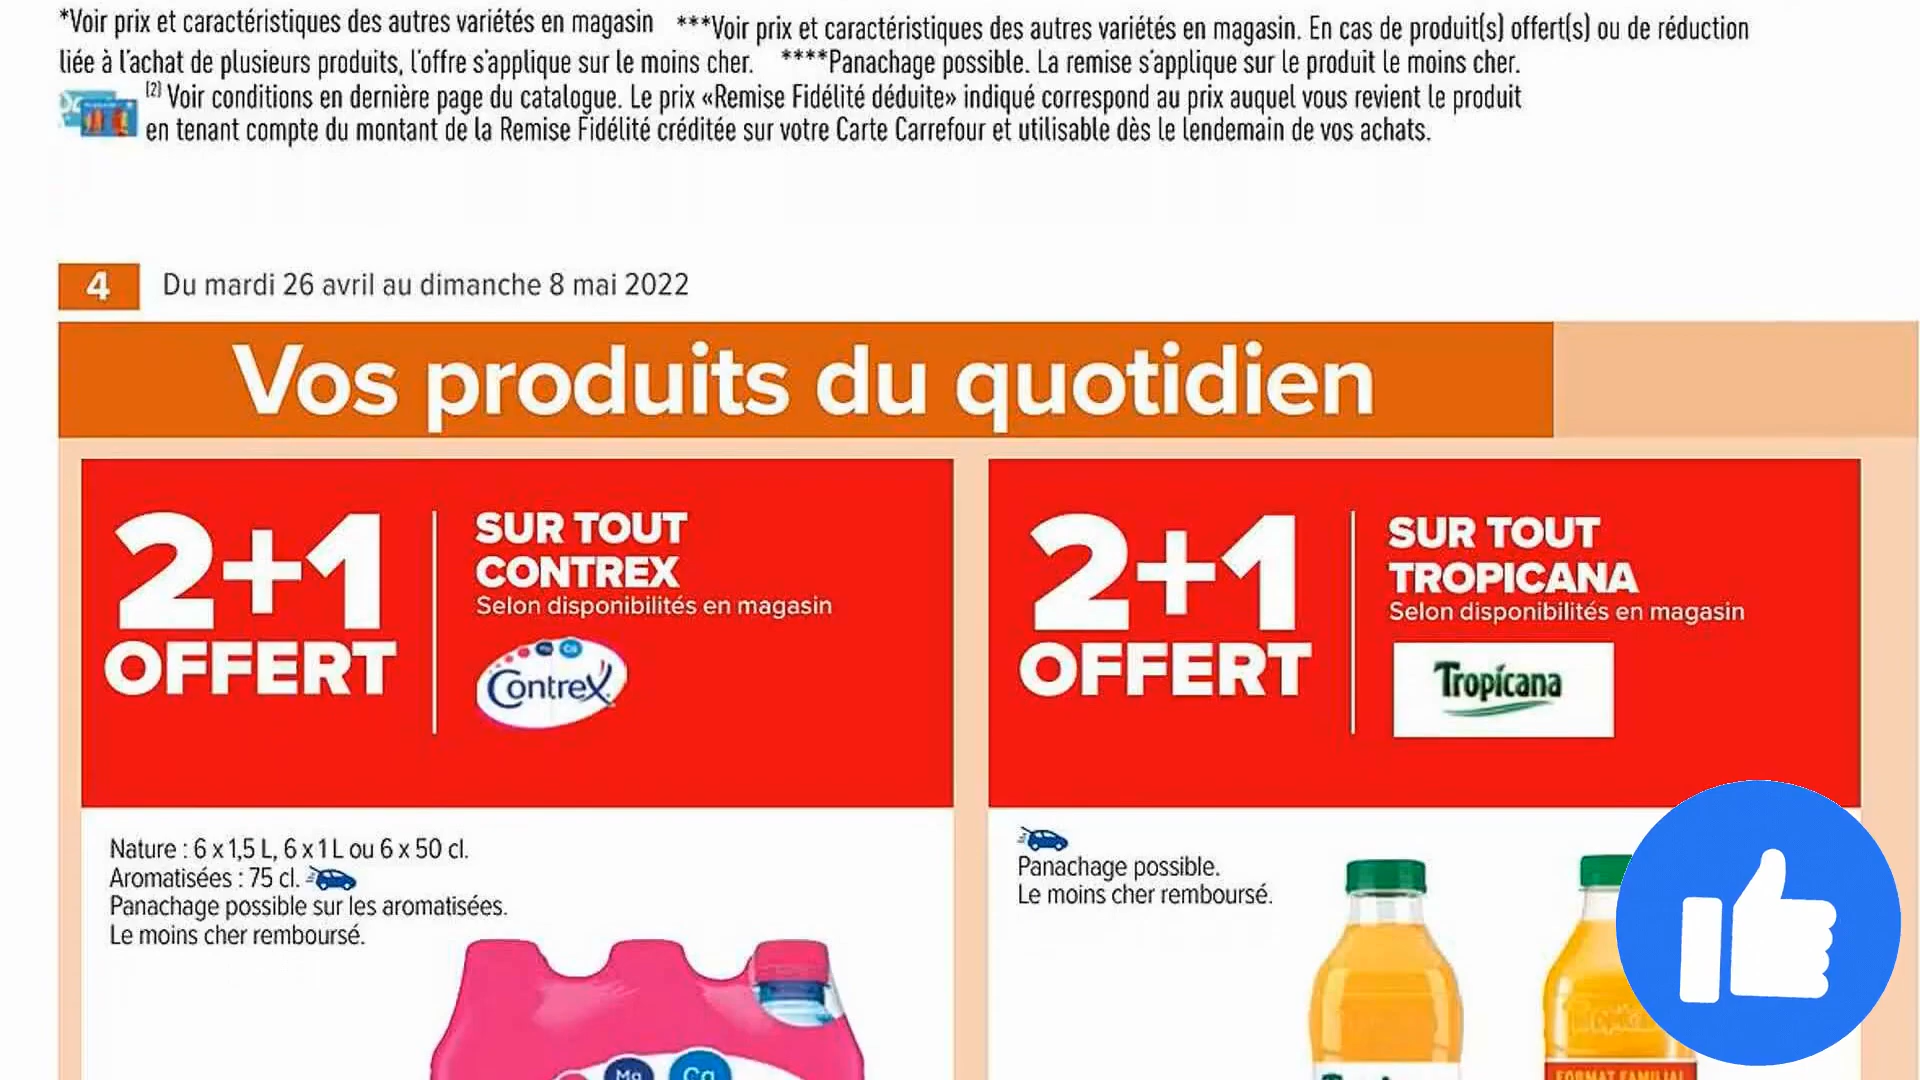 *Voir prix et caractéristiques des autres variétés en magasin ***Voir prix et caractéristiques des autres variétés en magasin. En cas de produit(s) offert(s) ou de réduction
liée à l'achat de plusieurs produits, l'offre s'applique sur le moins cher. ****Panachage possible. La remise s'applique sur le produit le moins cher.
(2) Voir conditions en dernière page du catalogue. Le prix «Remise Fidélité déduite» indiqué correspond au prix auquel vous revient le produit
en tenant compte du montant de la Remise Fidélité créditée sur votre Carte Carrefour et utilisable dès le lendemain de vos achats.
4 Du mardi 26 avril au dimanche 8 mai 2022
Vos produits du quotidien
2+1
OFFERT
SUR TOUT
CONTREX
Selon disponibilités en magasin
Contrex
Nature : 6 x 1,5 L, 6 x 1 L ou 6 x 50 cl.
Aromatisées : 75 cl.
Panachage possible sur les aromatisées.
Le moins cher remboursé.
Mg
Ca
2+1
OFFERT
SUR TOUT
TROPICANA
Selon disponibilités en magasin
Tropicana
Panachage possible.
Le moins cher remboursé.
FORMAT FAMILIAL